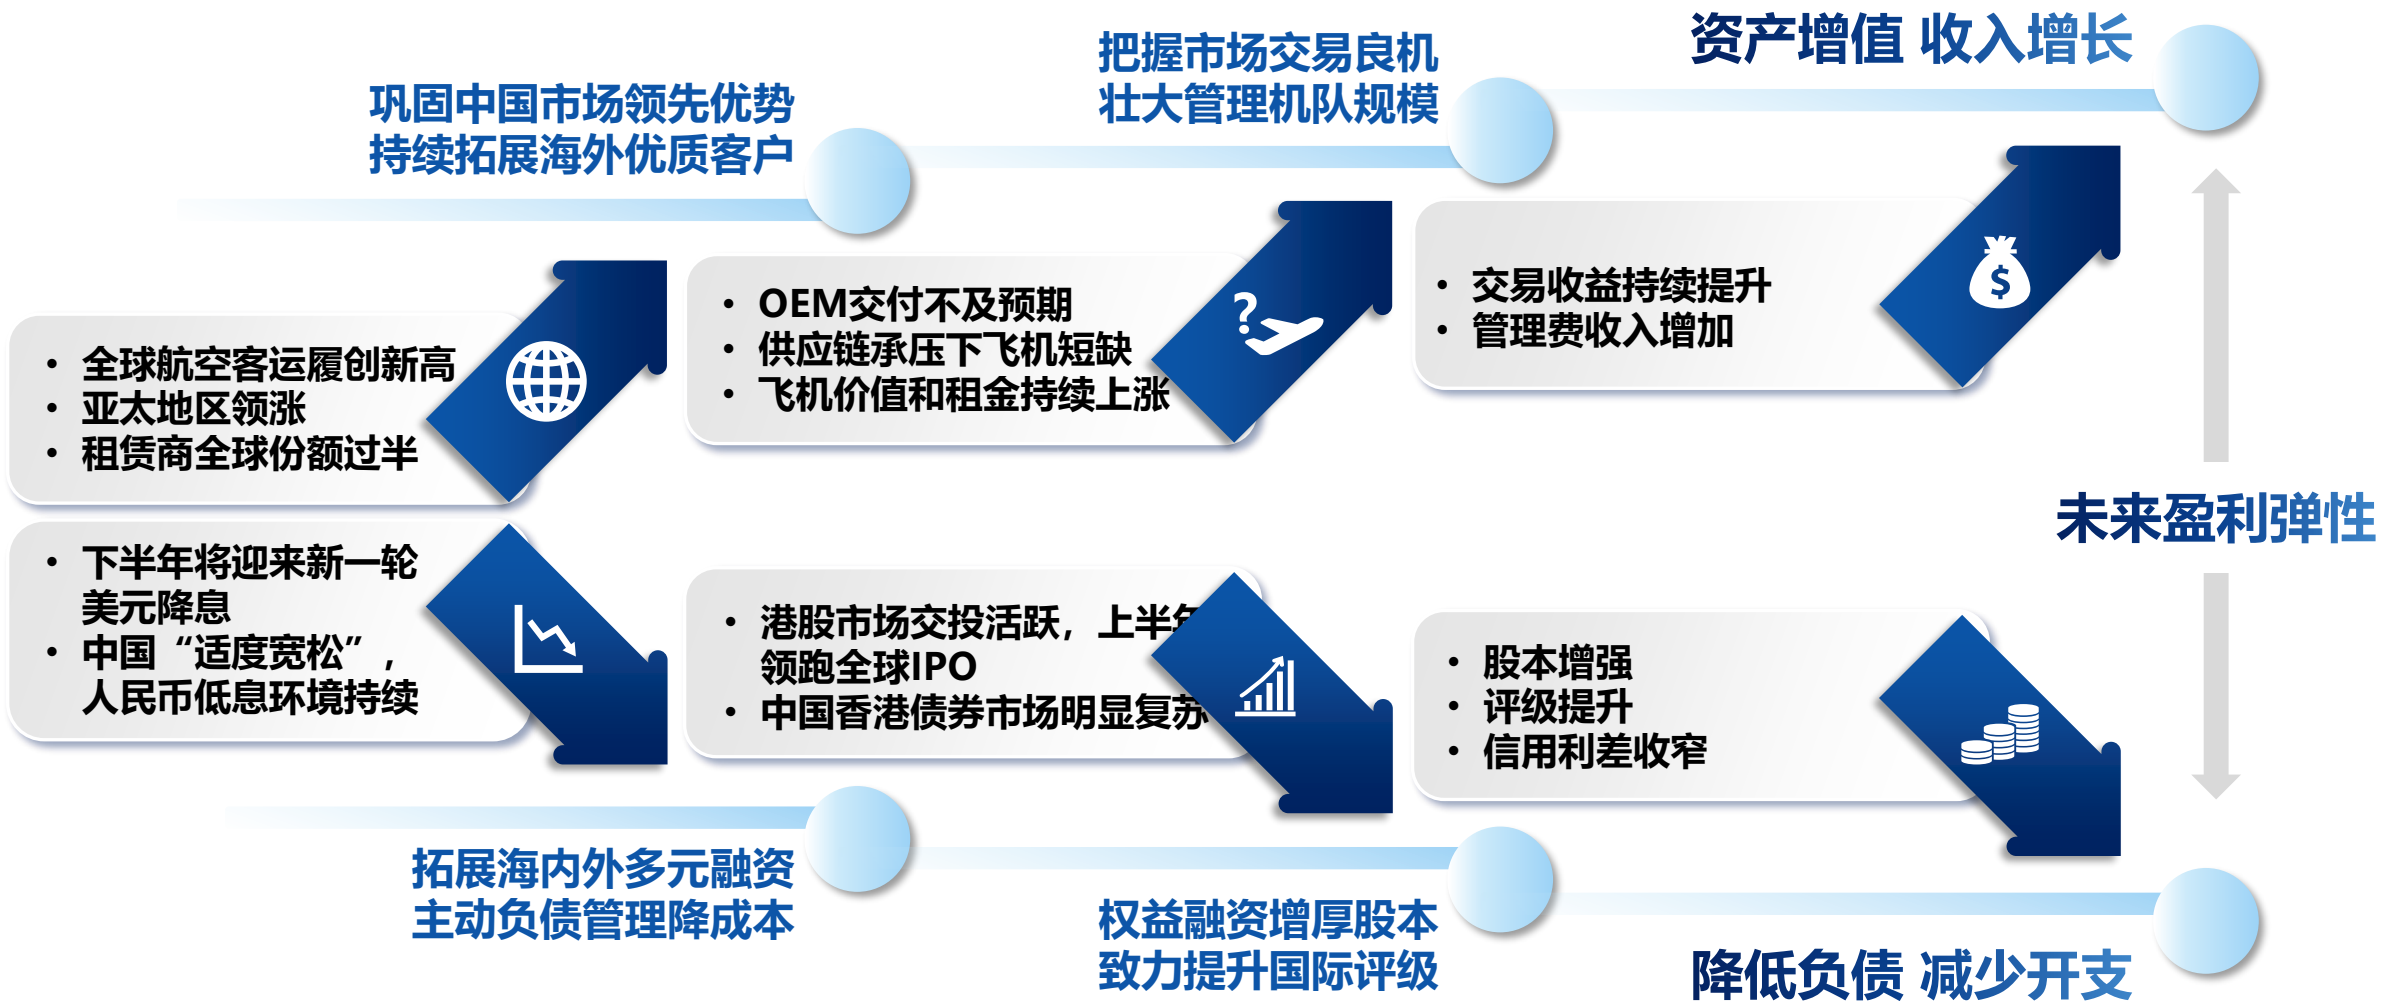 巩固中国市场领先优势
持续拓展海外优质客户
把握市场交易良机
壮大管理机队规模
资产增值 收入增长
• 全球航空客运履创新高
• 亚太地区领涨
• 租赁商全球份额过半
• OEM交付不及预期
• 供应链承压下飞机短缺
• 飞机价值和租金持续上涨
• 交易收益持续提升
• 管理费收入增加
未来盈利弹性
• 下半年将迎来新一轮
美元降息
• 中国“适度宽松”,
人民币低息环境持续
• 港股市场交投活跃，上半年
领跑全球IPO
• 中国香港债券市场明显复苏
• 股本增强
• 评级提升
• 信用利差收窄
拓展海内外多元融资
主动负债管理降成本
权益融资增厚股本
致力提升国际评级
降低负债 减少开支